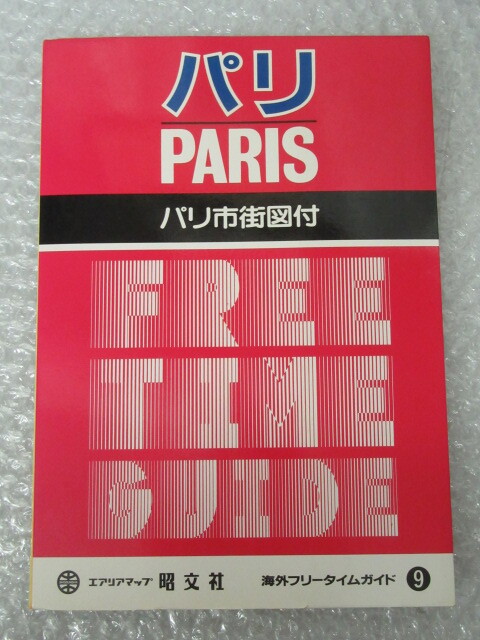 パリ
PARIS
パリ市街図付
FREE
TIME
GUIDE
エアリアマップ 昭文社 海外フリータイムガイド 9